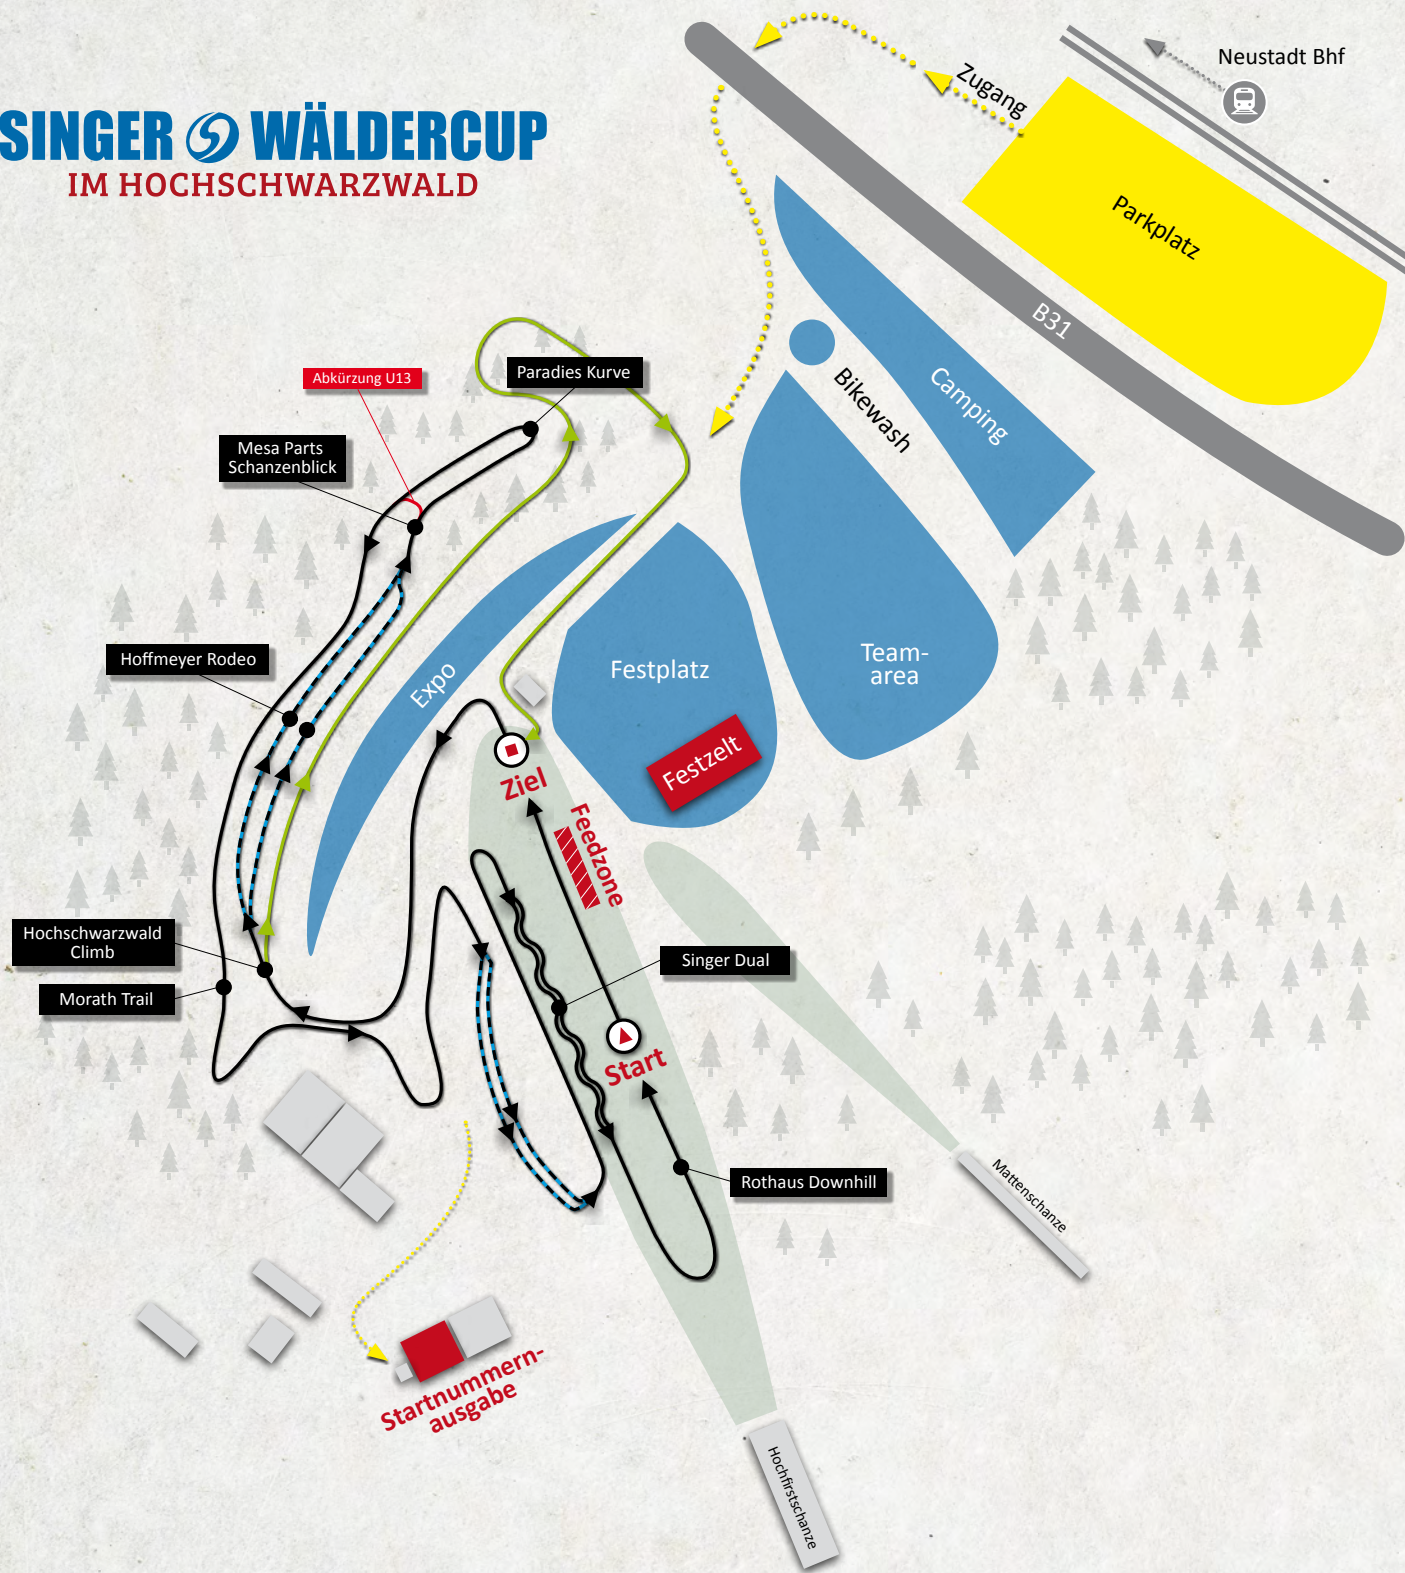 SINGER WÄLDERCUP
IM HOCHSCHWARZWALD
Neustadt Bhf
Zugang
Parkplatz
B31
Camping
Bikewash
Paradies Kurve
Abkürzung U13
Mesa Parts
Schanzenblick
Hoffmeyer Rodeo
Expo
Festplatz
Team-
area
Festzelt
Ziel
Feedzone
Hochschwarzwald
Climb
Singer Dual
Morath Trail
Start
Rothaus Downhill
Mattenschanze
Startnummern-
ausgabe
Hochfirstschanze